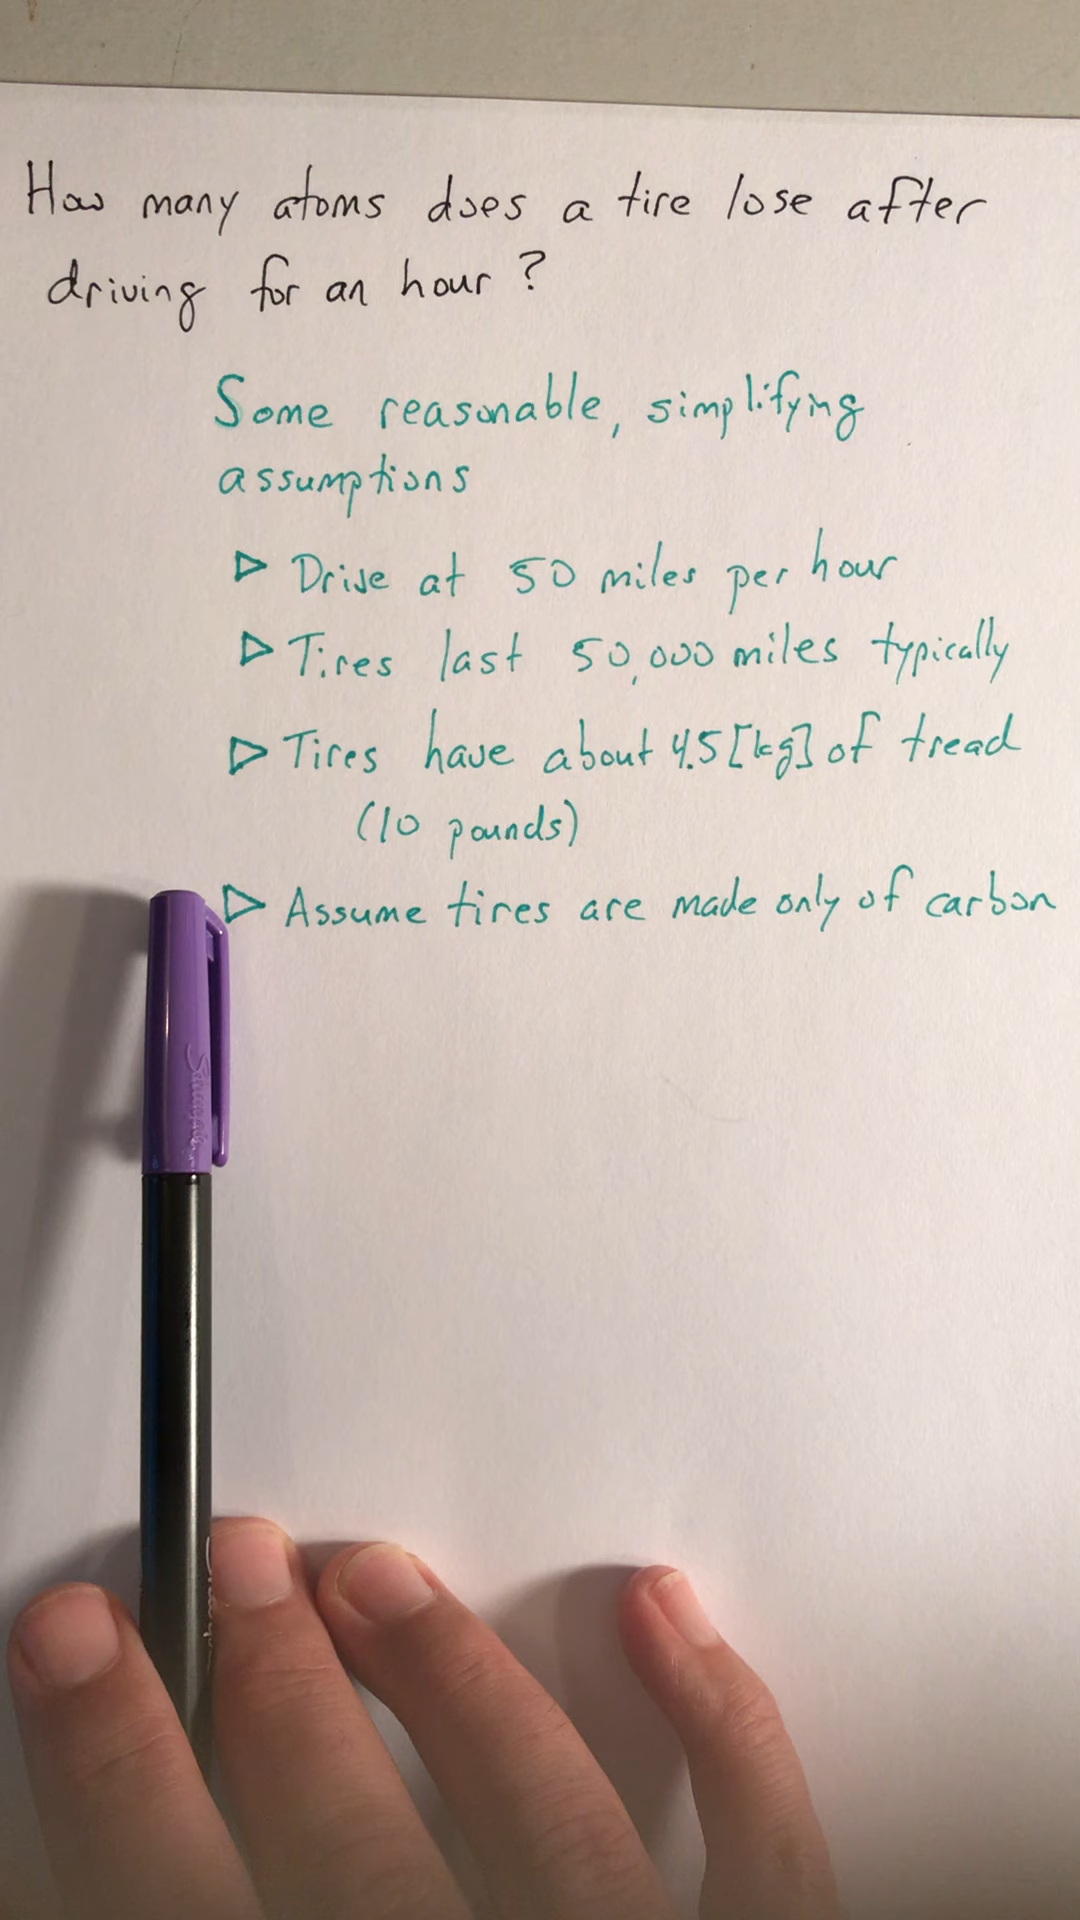 How many atoms does a tire lose after
driving for an hour?
Some reasonable, simplifying
assumptions
▷ Drive at 50 miles per hour
▷ Tires last 50,000 miles typically
▷ Tires have about 4.5[kg] of tread
(10 pounds)
▷ Assume tires are made only of carbon
Sharpie